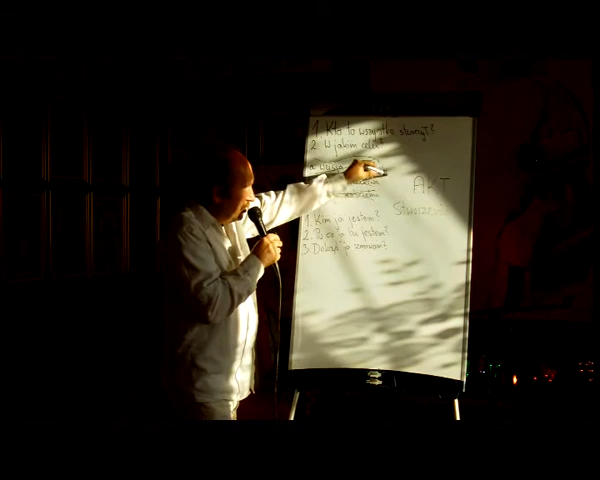 1. Kto to wszystko stworzył?
2. W jakim celu?
a
AKT
Stworzenia
1. Kim ja jestem?
2. Po co ja tu jestem?
3. Dokąd ja zmierzam?